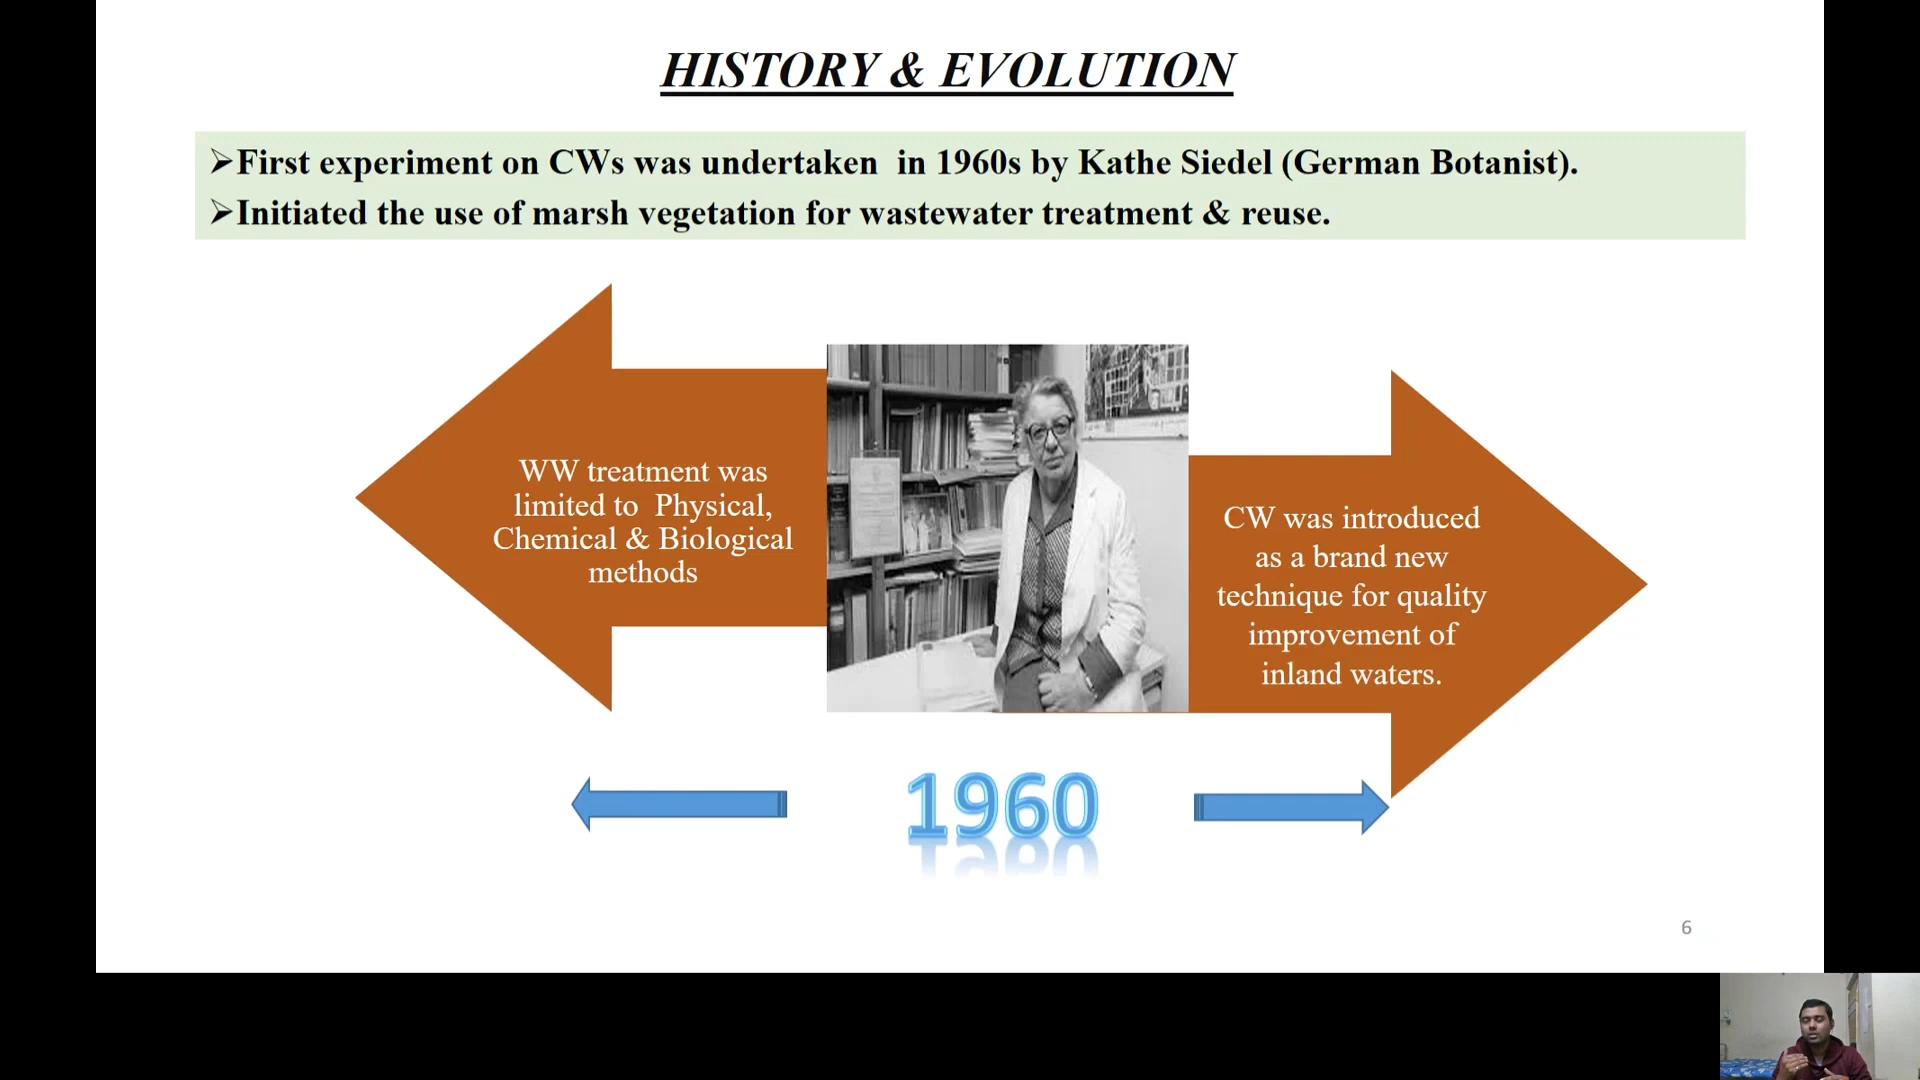 HISTORY & EVOLUTION
➢First experiment on CWs was undertaken in 1960s by Kathe Siedel (German Botanist).
➢Initiated the use of marsh vegetation for wastewater treatment & reuse.
WW treatment was
limited to Physical,
Chemical & Biological
methods
CW was introduced
as a brand new
technique for quality
improvement of
inland waters.
1960
6